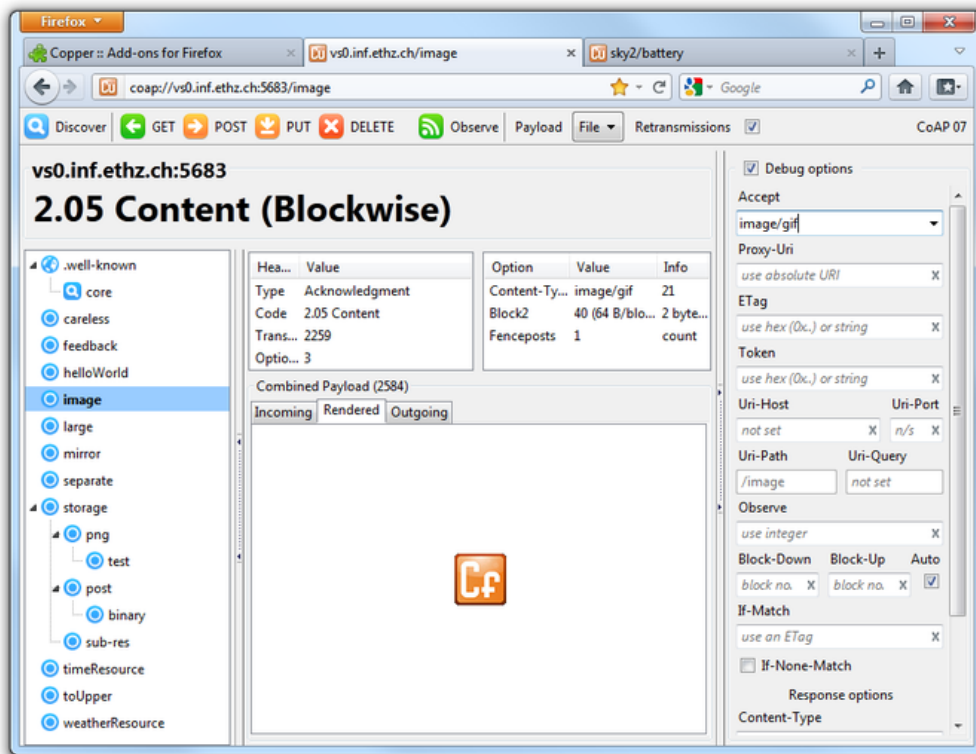 Firefox
Copper :: Add-ons for Firefox
vs0.inf.ethz.ch/image
sky2/battery
coap://vs0.inf.ethz.ch:5683/image
Google
Discover GET POST PUT DELETE Observe Payload File Retransmissions CoAP 07
vs0.inf.ethz.ch:5683
2.05 Content (Blockwise)
.well-known
core
careless
feedback
helloWorld
image
large
mirror
separate
storage
png
test
post
binary
sub-res
timeResource
toUpper
weatherResource
Hea... Value
Type Acknowledgment
Code 2.05 Content
Trans... 2259
Optio... 3
Option Value Info
Content-Ty... image/gif 21
Block2 40 (64 B/blo... 2 byte...
Fenceposts 1 count
Combined Payload (2584)
Incoming Rendered Outgoing
Cf
Debug options
Accept
image/gif
Proxy-Uri
use absolute URI x
ETag
use hex (0x..) or string x
Token
use hex (0x..) or string x
Uri-Host Uri-Port
not set x n/s x
Uri-Path Uri-Query
/image not set
Observe
use integer x
Block-Down Block-Up Auto
block no. x block no. x
If-Match
use an ETag x
If-None-Match
Response options
Content-Type